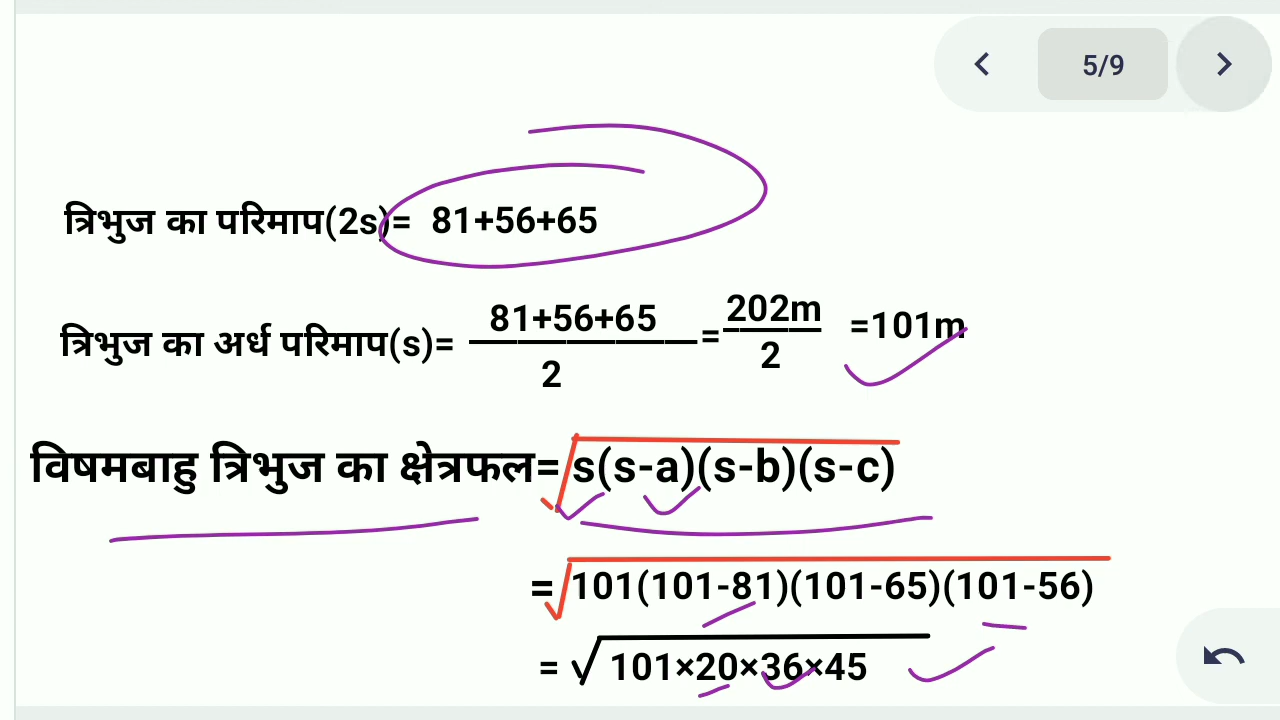 5/9
त्रिभुज का परिमाप(2s)= 81+56+65
त्रिभुज का अर्ध परिमाप(s)= 81+56+65/2 = 202m/2 =101m
विषमबाहु त्रिभुज का क्षेत्रफल=√s(s-a)(s-b)(s-c)
=√101(101-81)(101-65)(101-56)
=√101×20×36×45